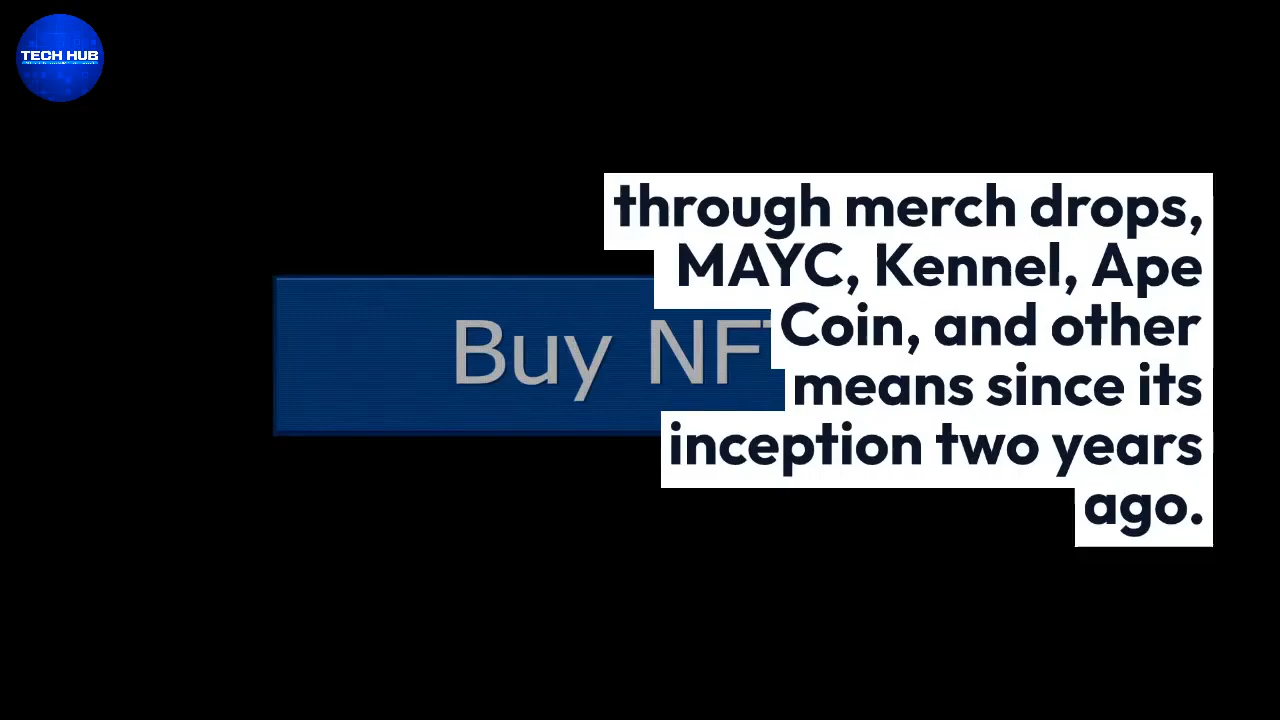 TECH HUB
through merch drops,
MAYC, Kennel, Ape
Coin, and other
means since its
inception two years
ago.
Buy NF